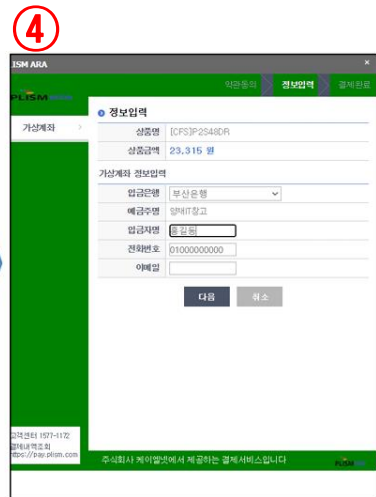 ④
ISM ARA ×
PLISM
약관동의 정보입력 결제완료
가상계좌
정보입력
상품명 [CFS]P2S48DR
상품금액 23,315 원
가상계좌 정보입력
입금은행 부산은행
예금주명 양재IT창고
입금자명 홍길동
전화번호 01000000000
이메일
다음 취소
고객센터 1577-1172
결제내역조회
https://pay.plism.com
주식회사 케이엘넷에서 제공하는 결제서비스입니다
PLISM